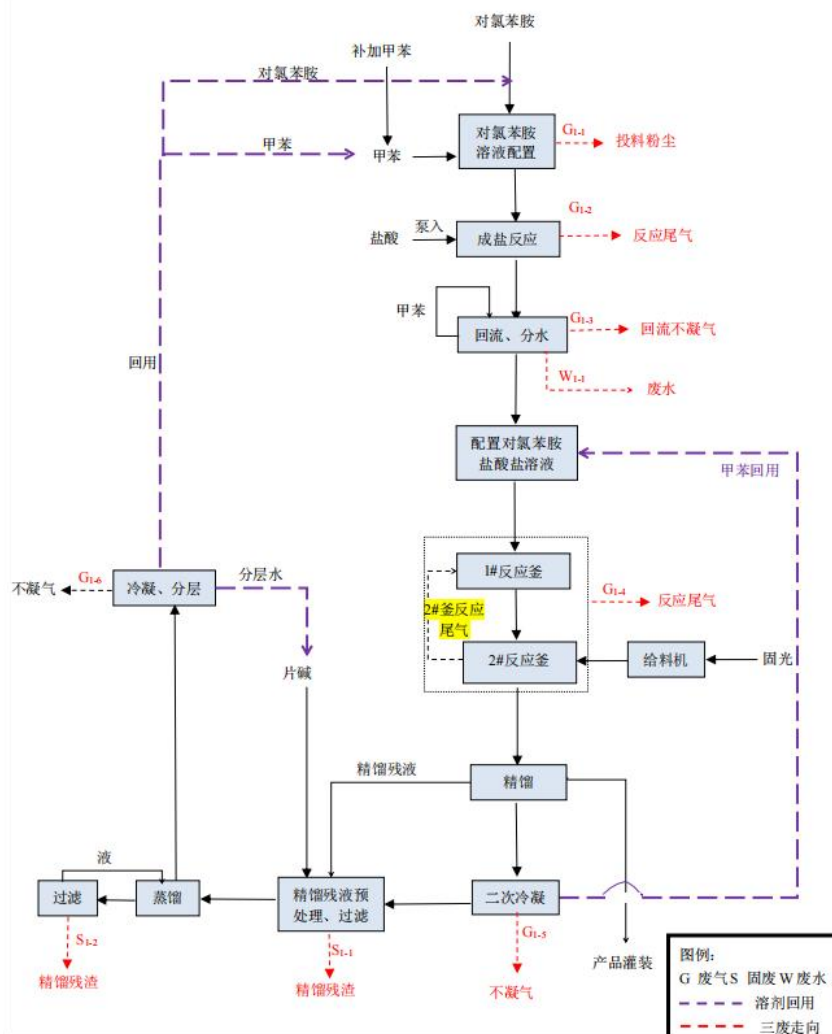 对氯苯胺
补加甲苯
对氯苯胺
甲苯
甲苯
对氯苯胺
溶液配置
G1-1
投料粉尘
盐酸
泵入
成盐反应
G1-2
反应尾气
甲苯
回流、分水
G1-3
回流不凝气
W1-1
废水
回用
配置对氯苯胺
盐酸盐溶液
甲苯回用
不凝气
G1-6
冷凝、分层
分层水
1#反应釜
2#釜反应
尾气
G1-4
反应尾气
2#反应釜
给料机
固光
片碱
精馏残液
精馏
液
过滤
蒸馏
精馏残液预
处理、过滤
二次冷凝
S1-2
精馏残渣
S1-1
精馏残渣
G1-5
不凝气
产品灌装
图例：
G 废气S 固废W废水
溶剂回用
三废走向